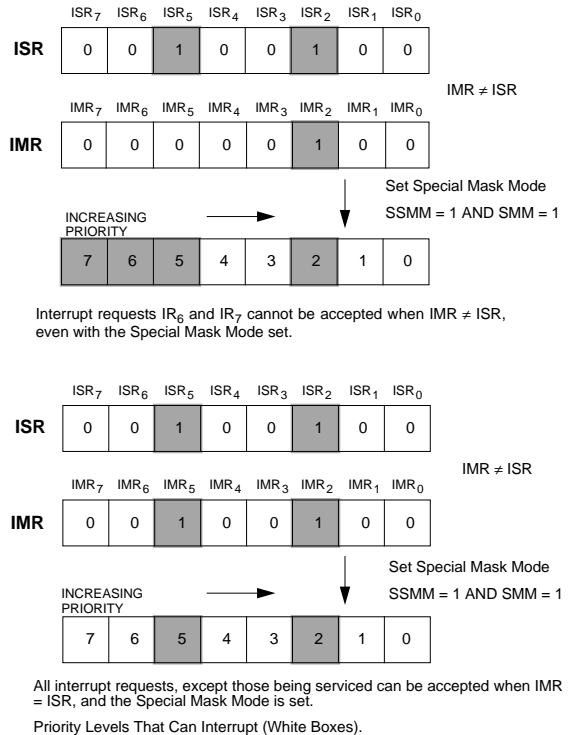 ISR₇ ISR₆ ISR₅ ISR₄ ISR₃ ISR₂ ISR₁ ISR₀
ISR 0 0 1 0 0 1 0 0
IMR ≠ ISR
IMR₇ IMR₆ IMR₅ IMR₄ IMR₃ IMR₂ IMR₁ IMR₀
IMR 0 0 0 0 0 1 0 0
Set Special Mask Mode
SSMM = 1 AND SMM = 1
INCREASING
PRIORITY
7 6 5 4 3 2 1 0
Interrupt requests IR₆ and IR₇ cannot be accepted when IMR ≠ ISR,
even with the Special Mask Mode set.
ISR₇ ISR₆ ISR₅ ISR₄ ISR₃ ISR₂ ISR₁ ISR₀
ISR 0 0 1 0 0 1 0 0
IMR ≠ ISR
IMR₇ IMR₆ IMR₅ IMR₄ IMR₃ IMR₂ IMR₁ IMR₀
IMR 0 0 1 0 0 1 0 0
Set Special Mask Mode
SSMM = 1 AND SMM = 1
INCREASING
PRIORITY
7 6 5 4 3 2 1 0
All interrupt requests, except those being serviced can be accepted when IMR
= ISR, and the Special Mask Mode is set.
Priority Levels That Can Interrupt (White Boxes).